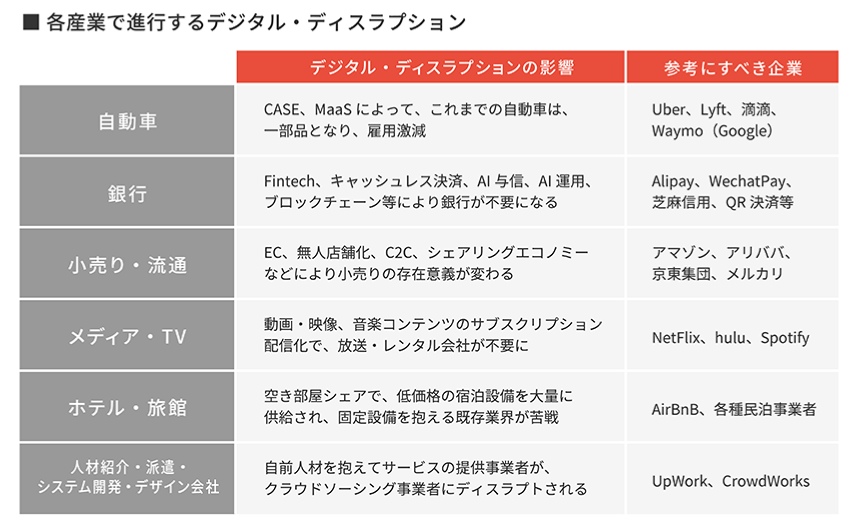 ■ 各産業で進行するデジタル・ディスラプション
デジタル・ディスラプションの影響
参考にすべき企業
自動車
CASE、MaaSによって、これまでの自動車は、
一部品となり、雇用激減
Uber、Lyft、滴滴、
Waymo（Google）
銀行
Fintech、キャッシュレス決済、AI与信、AI運用、
ブロックチェーン等により銀行が不要になる
Alipay、WechatPay、
芝麻信用、QR決済等
小売り・流通
EC、無人店舗化、C2C、シェアリングエコノミー
などにより小売りの存在意義が変わる
アマゾン、アリババ、
京東集団、メルカリ
メディア・TV
動画・映像、音楽コンテンツのサブスクリプション
配信化で、放送・レンタル会社が不要に
NetFlix、hulu、Spotify
ホテル・旅館
空き部屋シェアで、低価格の宿泊設備を大量に
供給され、固定設備を抱える既存業界が苦戦
AirBnB、各種民泊事業者
人材紹介・派遣・
システム開発・デザイン会社
自前人材を抱えてサービスの提供事業者が、
クラウドソーシング事業者にディスラプトされる
UpWork、CrowdWorks